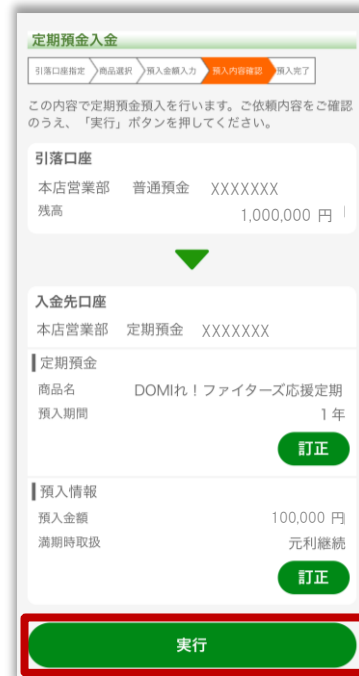 定期預金入金
引落口座指定 商品選択 預入金額入力 預入内容確認 預入完了
この内容で定期預金預入を行います。ご依頼内容をご確認
のうえ、「実行」ボタンを押してください。
引落口座
本店営業部 普通預金 XXXXXXX
残高 1,000,000 円
入金先口座
本店営業部 定期預金 XXXXXXX
定期預金
商品名 DOMIれ！ファイターズ応援定期
預入期間 1年
訂正
預入情報
預入金額 100,000 円
満期時取扱 元利継続
訂正
実行